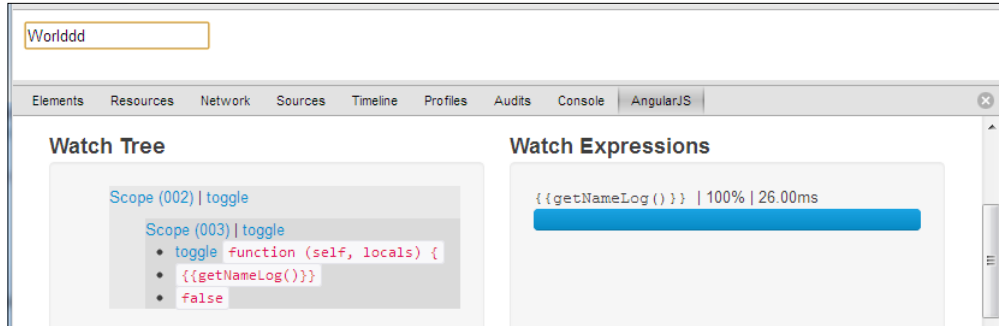 Worlddd
Elements Resources Network Sources Timeline Profiles Audits Console AngularJS
Watch Tree
Scope (002) | toggle
Scope (003) | toggle
toggle function (self, locals) {
{{getNameLog()}}
false
Watch Expressions
{{getNameLog()}} | 100% | 26.00ms